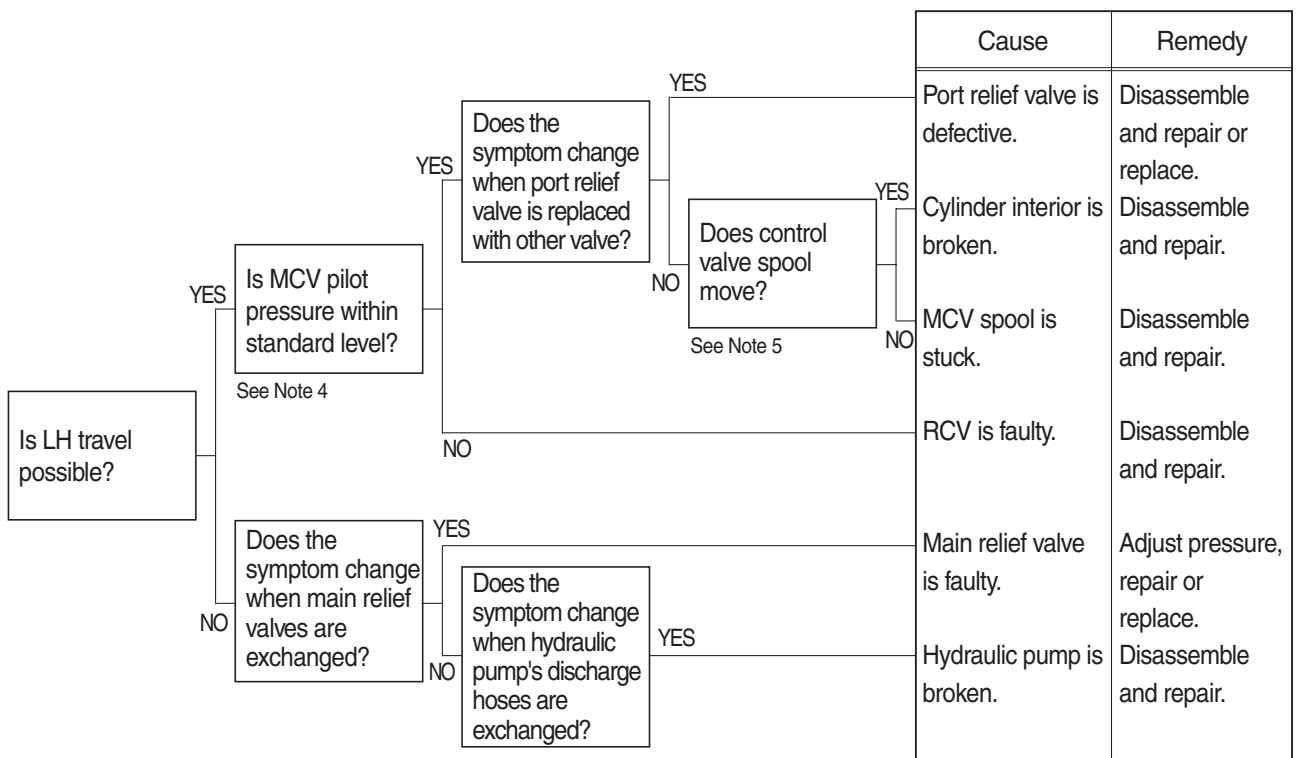 Cause
Remedy
YES
Port relief valve is
defective.
Disassemble
and repair or
replace.
Does the
symptom change
when port relief
valve is replaced
with other valve?
YES
YES
Cylinder interior is
broken.
Disassemble
and repair.
Does control
valve spool
move?
NO
See Note 5
NO
MCV spool is
stuck.
Disassemble
and repair.
YES
Is MCV pilot
pressure within
standard level?
See Note 4
NO
RCV is faulty.
Disassemble
and repair.
Is LH travel
possible?
NO
Does the
symptom change
when main relief
valves are
exchanged?
YES
Main relief valve
is faulty.
Adjust pressure,
repair or
replace.
NO
Does the
symptom change
when hydraulic
pump's discharge
hoses are
exchanged?
YES
Hydraulic pump is
broken.
Disassemble
and repair.